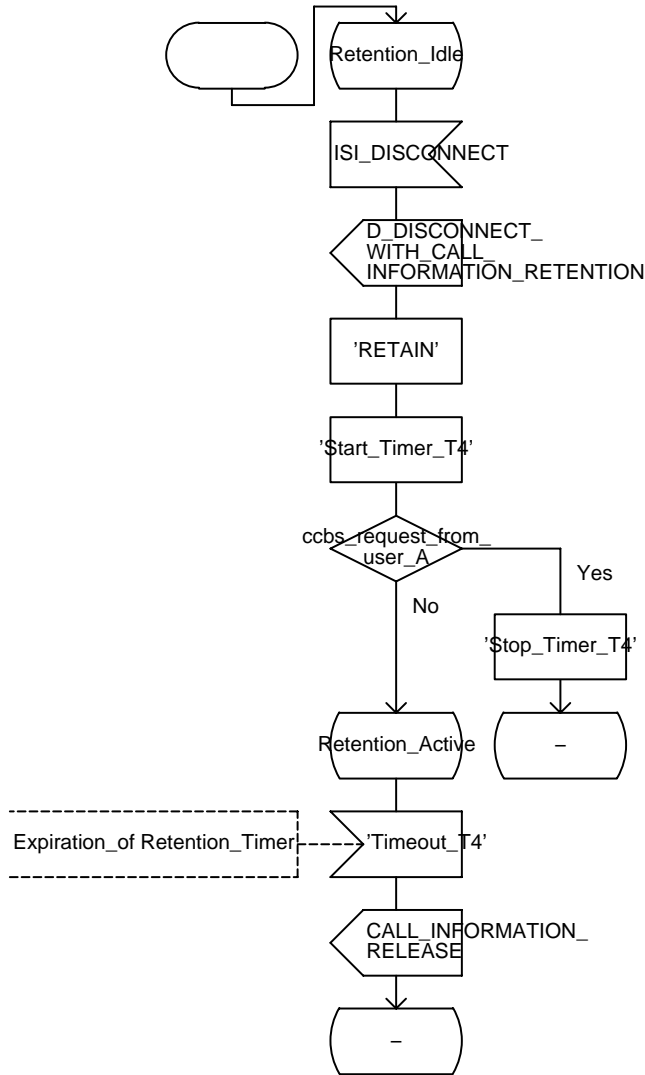 Retention_Idle
ISI_DISCONNECT
D_DISCONNECT_
WITH_CALL_
INFORMATION_RETENTION
'RETAIN'
'Start_Timer_T4'
ccbs_request_from_
user_A
Yes
No
'Stop_Timer_T4'
Retention_Active
–
Expiration_of Retention_Timer
'Timeout_T4'
CALL_INFORMATION_
RELEASE
–